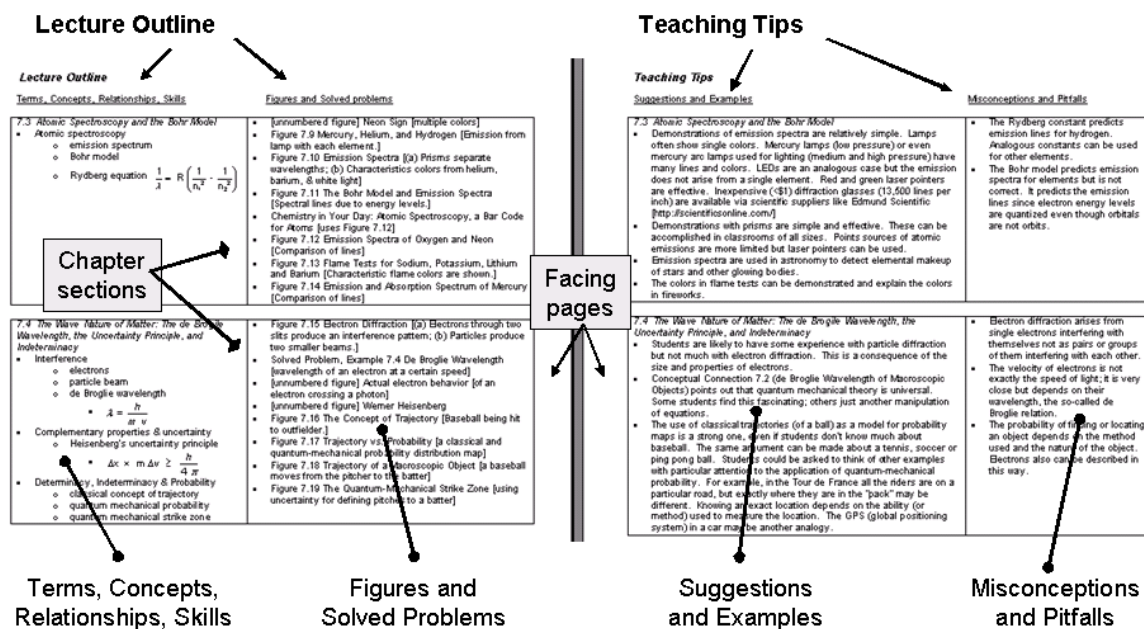 Lecture Outline
Teaching Tips
Lecture Outline
Terms, Concepts, Relationships, Skills
Figures and Solved problems
7.3 Atomic Spectroscopy and the Bohr Model
• Atomic spectroscopy
o emission spectrum
o Bohr model
o Rydberg equation 1/λ = R(1/n₁² - 1/n₂²)
• [unnumbered figure] Neon Sign [multiple colors]
• Figure 7.9 Mercury, Helium, and Hydrogen [Emission from
lamp with each element.]
• Figure 7.10 Emission Spectra [(a) Prisms separate
wavelengths; (b) Characteristics colors from helium,
barium, & white light]
• Figure 7.11 The Bohr Model and Emission Spectra
[Spectral lines due to energy levels.]
• Chemistry in Your Day: Atomic Spectroscopy, a Bar Code
for Atoms [uses Figure 7.12]
• Figure 7.12 Emission Spectra of Oxygen and Neon
[Comparison of lines]
• Figure 7.13 Flame Tests for Sodium, Potassium, Lithium
and Barium [Characteristic flame colors are shown.]
• Figure 7.14 Emission and Absorption Spectrum of Mercury
[Comparison of lines]
Chapter
sections
7.4 The Wave Nature of Matter: The de Broglie
Wavelength, the Uncertainty Principle, and
Indeterminacy
• Interference
o electrons
o particle beam
o de Broglie wavelength
▪ λ = h / m v
• Complementary properties & uncertainty
o Heisenberg's uncertainty principle
▪ Δx × m Δv ≥ h / 4 π
• Determinacy, Indeterminacy & Probability
o classical concept of trajectory
o quantum mechanical probability
o quantum mechanical strike zone
• Figure 7.15 Electron Diffraction [(a) Electrons through two
slits produce an interference pattern; (b) Particles produce
two smaller beams.]
• Solved Problem, Example 7.4 De Broglie Wavelength
[wavelength of an electron at a certain speed]
• [unnumbered figure] Actual electron behavior [of an
electron crossing a photon]
• [unnumbered figure] Werner Heisenberg
• Figure 7.16 The Concept of Trajectory [Baseball being hit
to outfielder.]
• Figure 7.17 Trajectory vs. Probability [a classical and
quantum-mechanical probability distribution map]
• Figure 7.18 Trajectory of a Macroscopic Object [a baseball
moves from the pitcher to the batter]
• Figure 7.19 The Quantum-Mechanical Strike Zone [using
uncertainty for defining pitches to a batter]
Facing
pages
Teaching Tips
Suggestions and Examples
Misconceptions and Pitfalls
7.3 Atomic Spectroscopy and the Bohr Model
• Demonstrations of emission spectra are relatively simple. Lamps
often show single colors. Mercury lamps (low pressure) or even
mercury arc lamps used for lighting (medium and high pressure) have
many lines and colors. LEDs are an analogous case but the emission
does not arise from a single element. Red and green laser pointers
are effective. Inexpensive (<$1) diffraction glasses (13,500 lines per
inch) are available via scientific suppliers like Edmund Scientific
[http://scientificsonline.com/]
• Demonstrations with prisms are simple and effective. These can be
accomplished in classrooms of all sizes. Points sources of atomic
emissions are more limited but laser pointers can be used.
• Emission spectra are used in astronomy to detect elemental makeup
of stars and other glowing bodies.
• The colors in flame tests can be demonstrated and explain the colors
in fireworks.
• The Rydberg constant predicts
emission lines for hydrogen.
Analogous constants can be
used for other elements.
• The Bohr model predicts emission
spectra for elements but is not
correct. It predicts the emission
lines since electron energy levels
are quantized even though orbitals
are not orbits.
7.4 The Wave Nature of Matter: The de Broglie Wavelength, the
Uncertainty Principle, and Indeterminacy
• Students are likely to have some experience with particle diffraction
but not much with electron diffraction. This is a consequence of the
size and properties of electrons.
• Conceptual Connection 7.2 (de Broglie Wavelength of Macroscopic
Objects) points out that quantum mechanical theory is universal.
Some students find this fascinating; others just another manipulation
of equations.
• The use of classical trajectories (of a ball) as a model for probability
maps is a strong one, even if students don't know much about
baseball. The same argument can be made about a tennis, soccer or
ping pong ball. Students could be asked to think of other examples
with particular attention to the application of quantum-mechanical
probability. For example, in the Tour de France all the riders are on a
particular road, but exactly where they are in the "pack" may be
different. Knowing an exact location depends on the ability (or
method) used to measure the location. The GPS (global positioning
system) in a car may be another analogy.
• Electron diffraction arises from
single electrons interfering with
themselves not as pairs or groups
of them interfering with each other.
• The velocity of electrons is not
exactly the speed of light; it is very
close but depends on their
wavelength, the so-called de
Broglie relation.
• The probability of finding or locating
an object depends on the method
used and the nature of the object.
Electrons also can be described in
this way.
Terms, Concepts,
Relationships, Skills
Figures and
Solved Problems
Suggestions
and Examples
Misconceptions
and Pitfalls